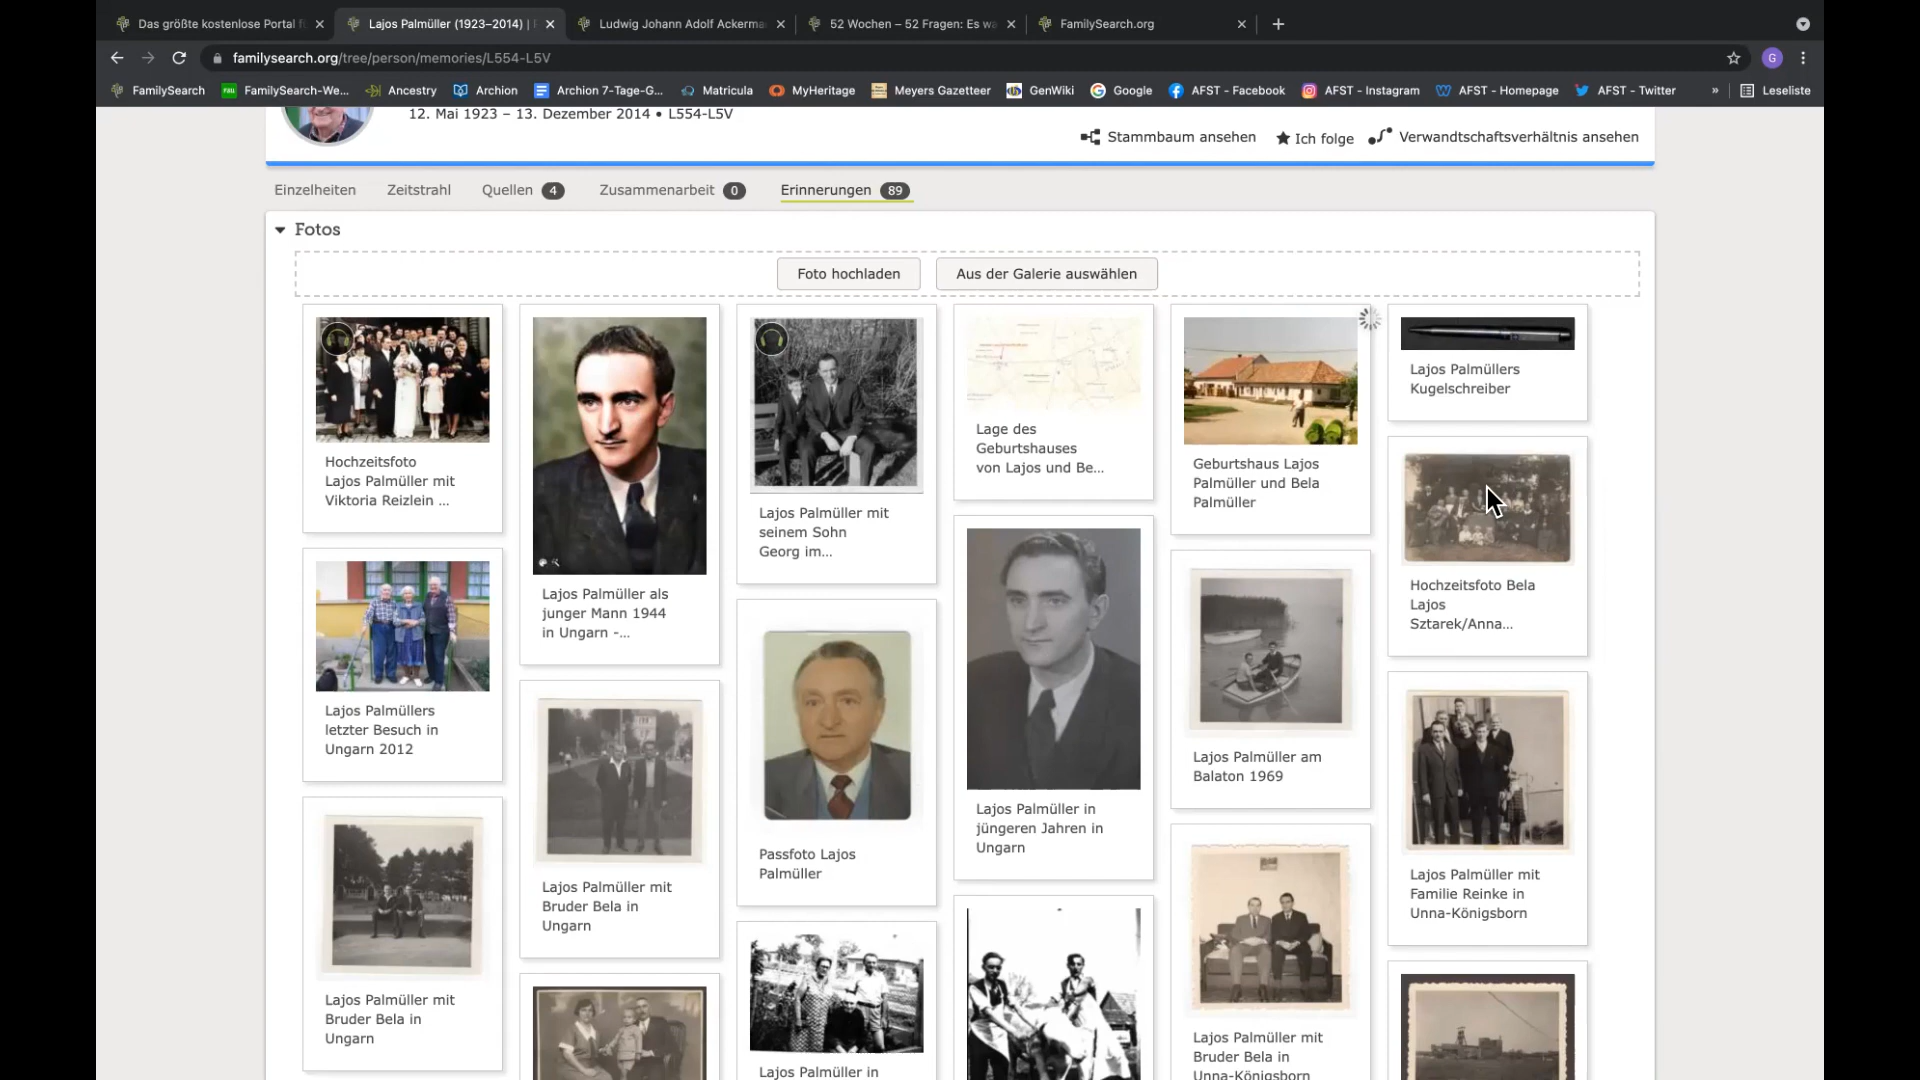 Das größte kostenlose Portal f
Lajos Palmüller (1923–2014) |
Ludwig Johann Adolf Ackerma
52 Wochen – 52 Fragen: Es wa
FamilySearch.org
familysearch.org/tree/person/memories/L554-L5V
G
FamilySearch
FamilySearch-We...
Ancestry
Archion
Archion 7-Tage-G...
Matricula
MyHeritage
Meyers Gazetteer
GenWiki
Google
AFST - Facebook
AFST - Instagram
AFST - Homepage
AFST - Twitter
»
Leseliste
12. Mai 1923 – 13. Dezember 2014 • L554-L5V
Stammbaum ansehen
Ich folge
Verwandtschaftsverhältnis ansehen
Einzelheiten
Zeitstrahl
Quellen 4
Zusammenarbeit 0
Erinnerungen 89
Fotos
Foto hochladen
Aus der Galerie auswählen
Hochzeitsfoto
Lajos Palmüller mit
Viktoria Reizlein ...
Lajos Palmüllers
letzter Besuch in
Ungarn 2012
Lajos Palmüller mit
Bruder Bela in
Ungarn
Lajos Palmüller als
junger Mann 1944
in Ungarn -...
Lajos Palmüller mit
Bruder Bela in
Ungarn
Lajos Palmüller mit
seinem Sohn
Georg im...
Passfoto Lajos
Palmüller
Lajos Palmüller in
Lage des
Geburtshauses
von Lajos und Be...
Lajos Palmüller in
jüngeren Jahren in
Ungarn
Geburtshaus Lajos
Palmüller und Bela
Palmüller
Lajos Palmüller am
Balaton 1969
Lajos Palmüller mit
Bruder Bela in
Unna-Königsborn
Lajos Palmüllers
Kugelschreiber
Hochzeitsfoto Bela
Lajos
Sztarek/Anna...
Lajos Palmüller mit
Familie Reinke in
Unna-Königsborn